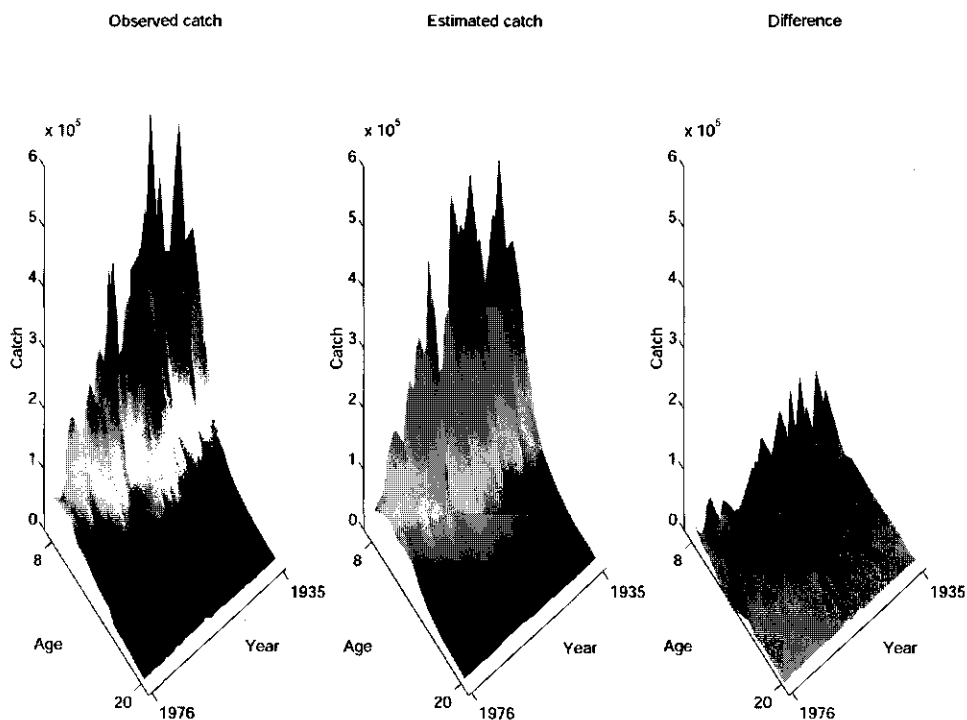 Observed catch
Estimated catch
Difference
x 10^5
6
5
4
3
2
1
0
Catch
8
Age
20
1976
Year
1935
x 10^5
6
5
4
3
2
1
0
Catch
8
Age
20
1976
Year
1935
x 10^5
6
5
4
3
2
1
0
Catch
8
Age
20
1976
Year
1935